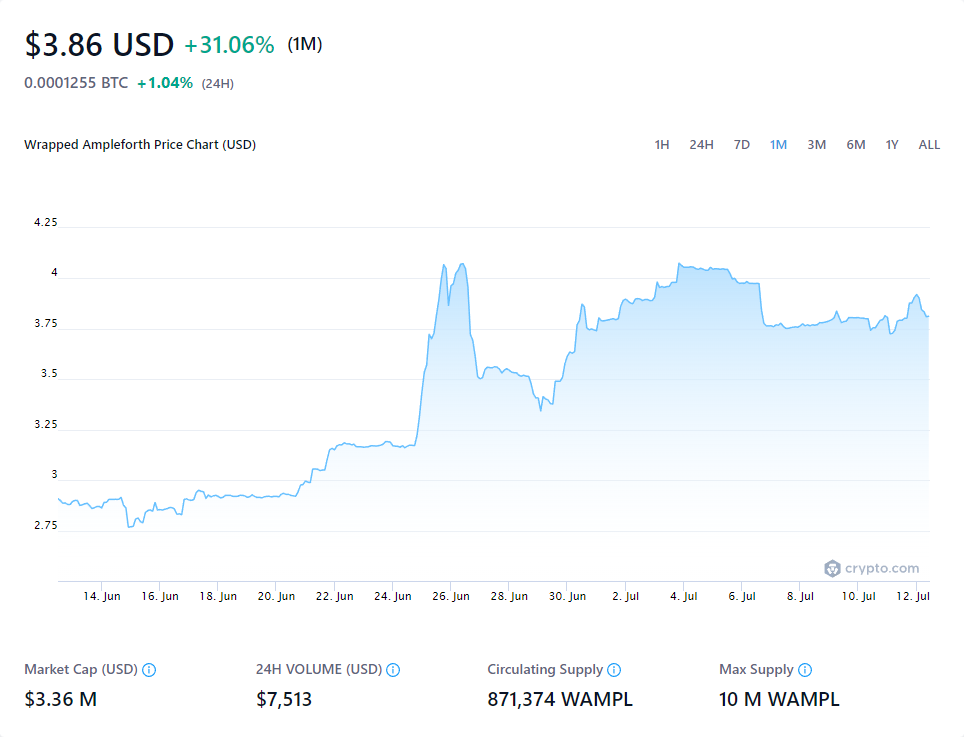 $3.86 USD +31.06% (1M)
0.0001255 BTC +1.04% (24H)
Wrapped Ampleforth Price Chart (USD)
1H 24H 7D 1M 3M 6M 1Y ALL
4.25
4
3.75
3.5
3.25
3
2.75
crypto.com
14. Jun 16. Jun 18. Jun 20. Jun 22. Jun 24. Jun 26. Jun 28. Jun 30. Jun 2. Jul 4. Jul 6. Jul 8. Jul 10. Jul 12. Jul
Market Cap (USD) 24H VOLUME (USD) Circulating Supply Max Supply
$3.36 M $7,513 871,374 WAMPL 10 M WAMPL